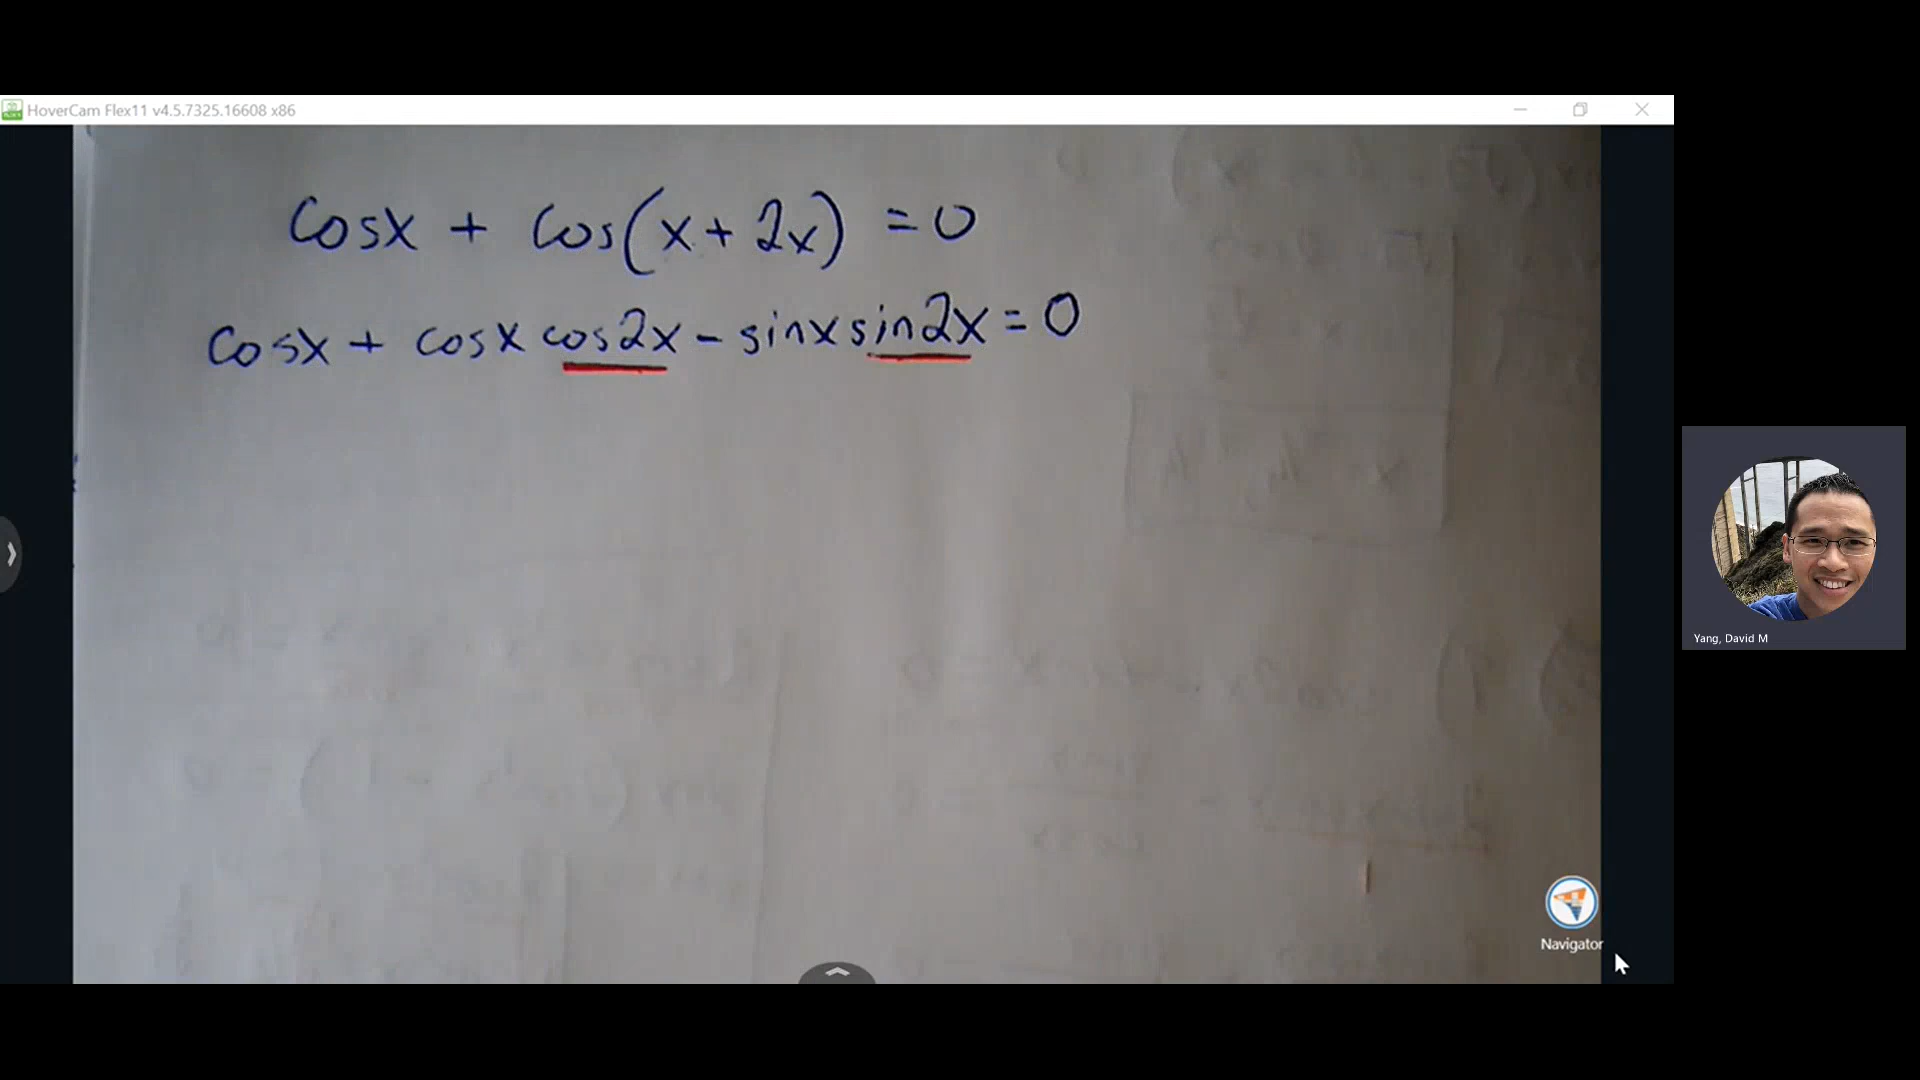 HoverCam Flex11 v4.5.7325.16608 x86
cosx + cos(x + 2x) = 0
cosx + cosx cos2x - sinx sin2x = 0
Yang, David M
Navigator